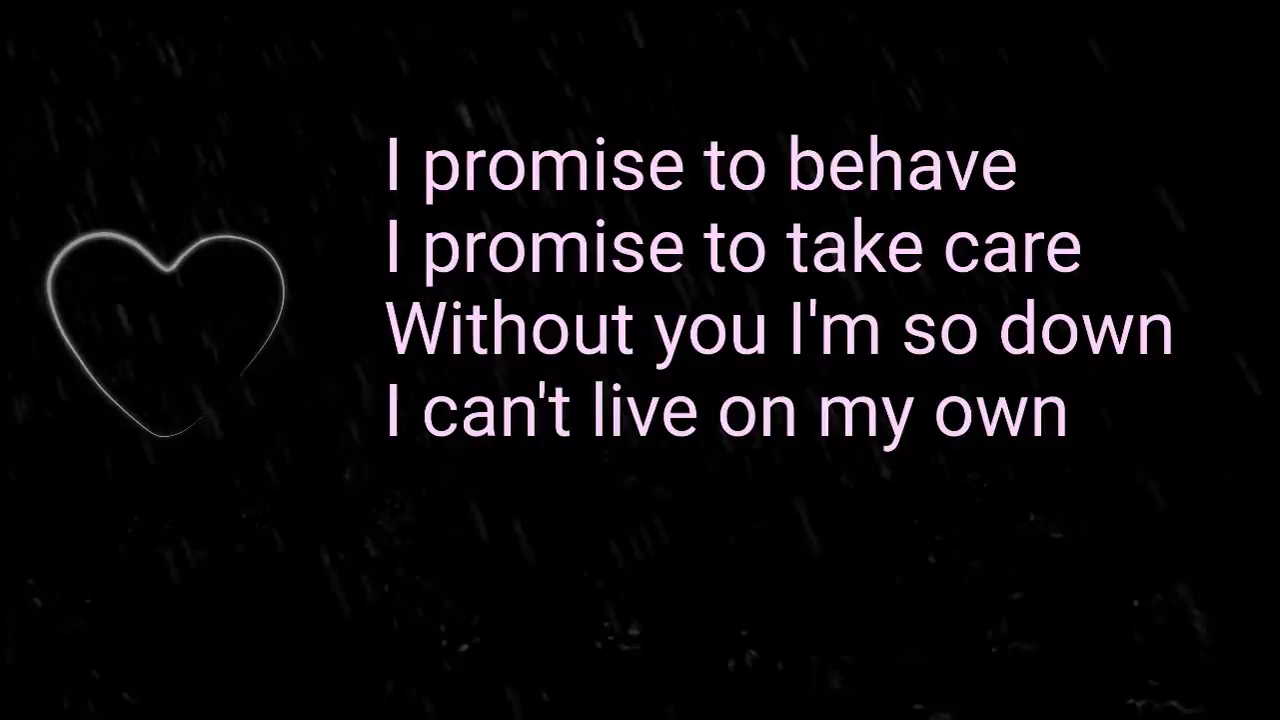 I promise to behave
I promise to take care
Without you I'm so down
I can't live on my own